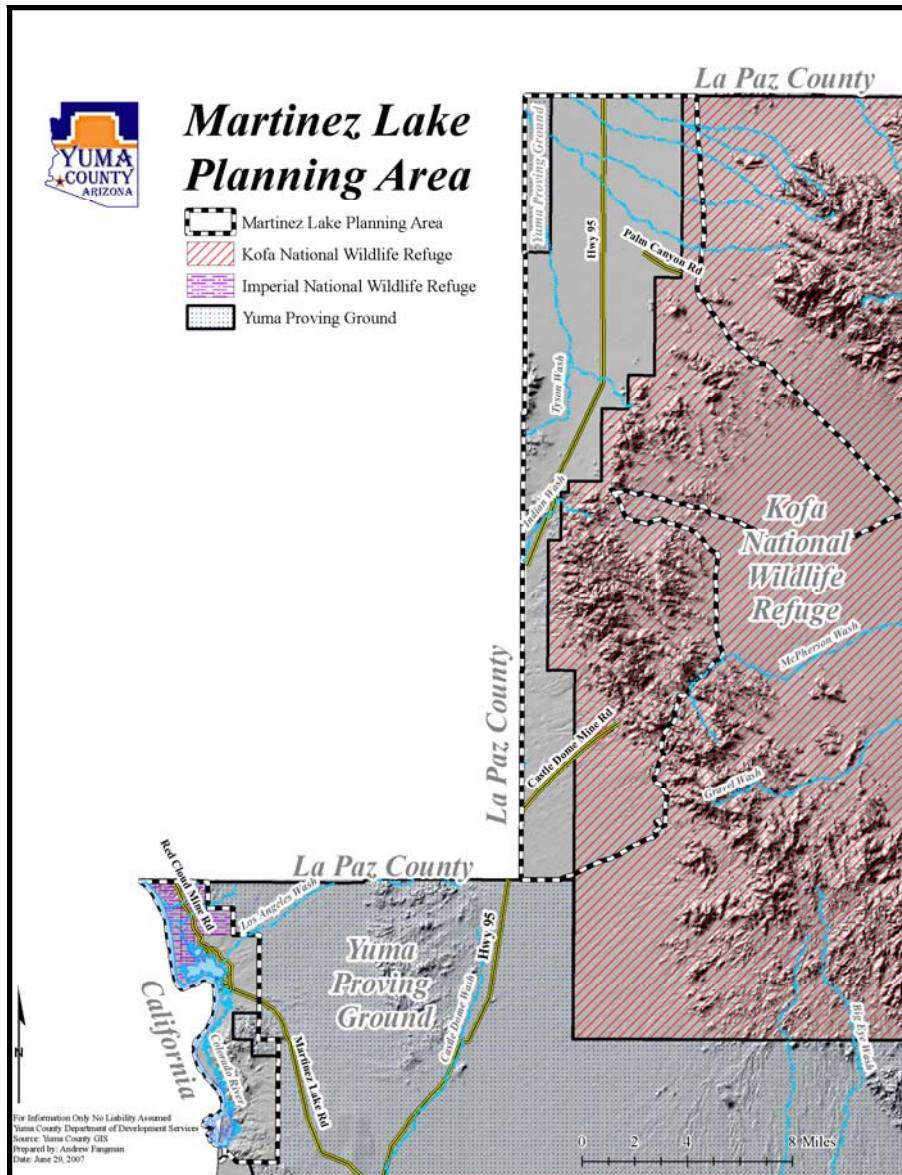 La Paz County
YUMA
COUNTY
ARIZONA
Martinez Lake
Planning Area
Martinez Lake Planning Area
Kofa National Wildlife Refuge
Imperial National Wildlife Refuge
Yuma Proving Ground
Yuma Proving Ground
Hwy 95
Palm Canyon Rd
Tyson Wash
Indian Wash
Kofa
National
Wildlife
Refuge
McPherson Wash
La Paz County
Castle Dome Mine Rd
Gravel Wash
La Paz County
Red Cloud Mine Rd
Los Angeles Wash
Hwy 95
Yuma
Proving
Ground
Castle Dome Wash
California
Colorado River
Martinez Lake Rd
Big Eye Wash
N
For Information Only No Liability Assumed
Yuma County Department of Development Services
Source: Yuma County GIS
Prepared by: Andrew Fangman
Date: June 29, 2007
0 2 4 8 Miles